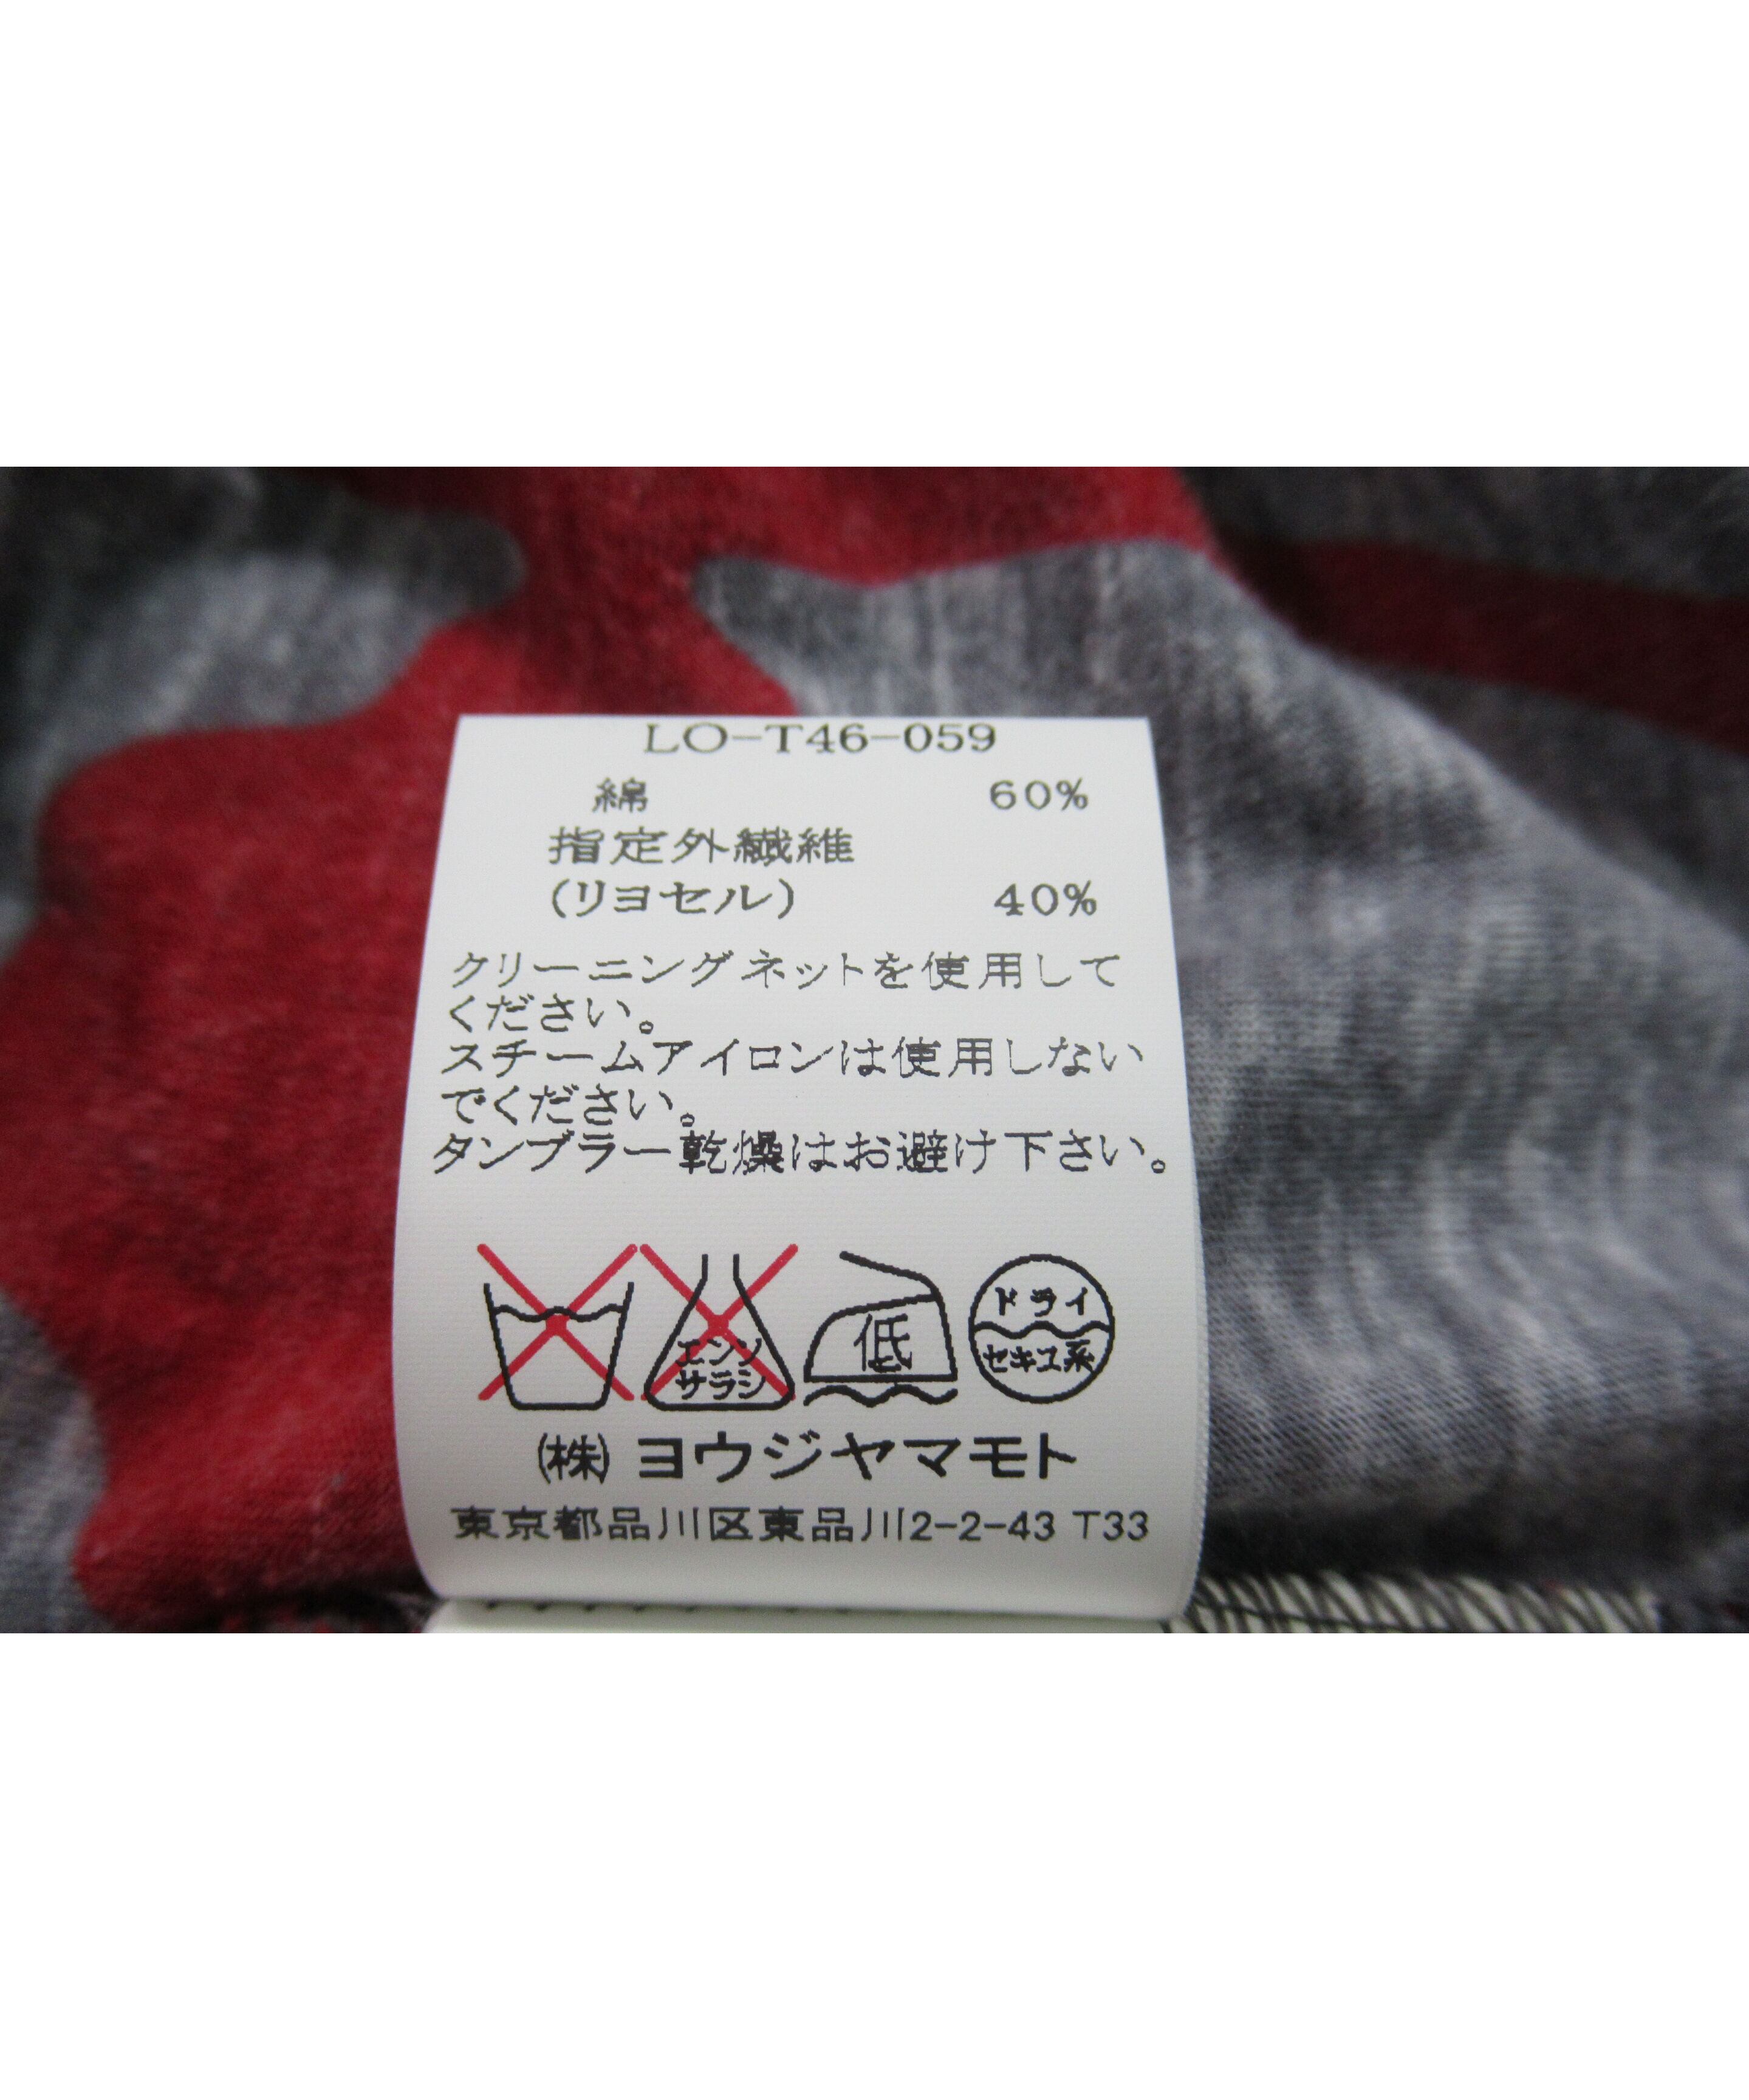 LO-T46-059
綿 60%
指定外繊維
(リヨセル) 40%
クリーニングネットを使用して
ください。
スチームアイロンは使用しない
でください。
タンブラー乾燥はお避け下さい。
エンソ
サラシ
低
ドライ
セキユ系
(株)ヨウジヤマモト
東京都品川区東品川2-2-43 T33